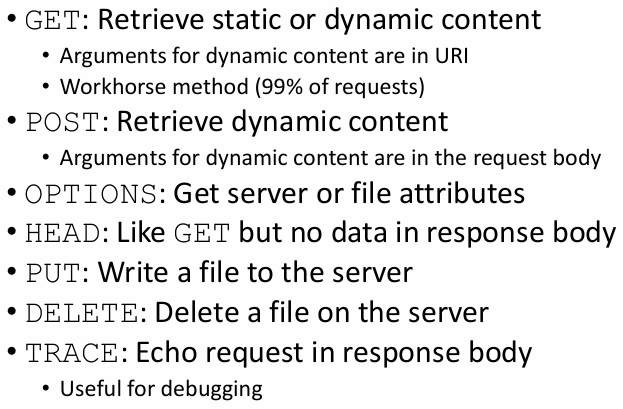 • GET: Retrieve static or dynamic content
• Arguments for dynamic content are in URI
• Workhorse method (99% of requests)
• POST: Retrieve dynamic content
• Arguments for dynamic content are in the request body
• OPTIONS: Get server or file attributes
• HEAD: Like GET but no data in response body
• PUT: Write a file to the server
• DELETE: Delete a file on the server
• TRACE: Echo request in response body
• Useful for debugging